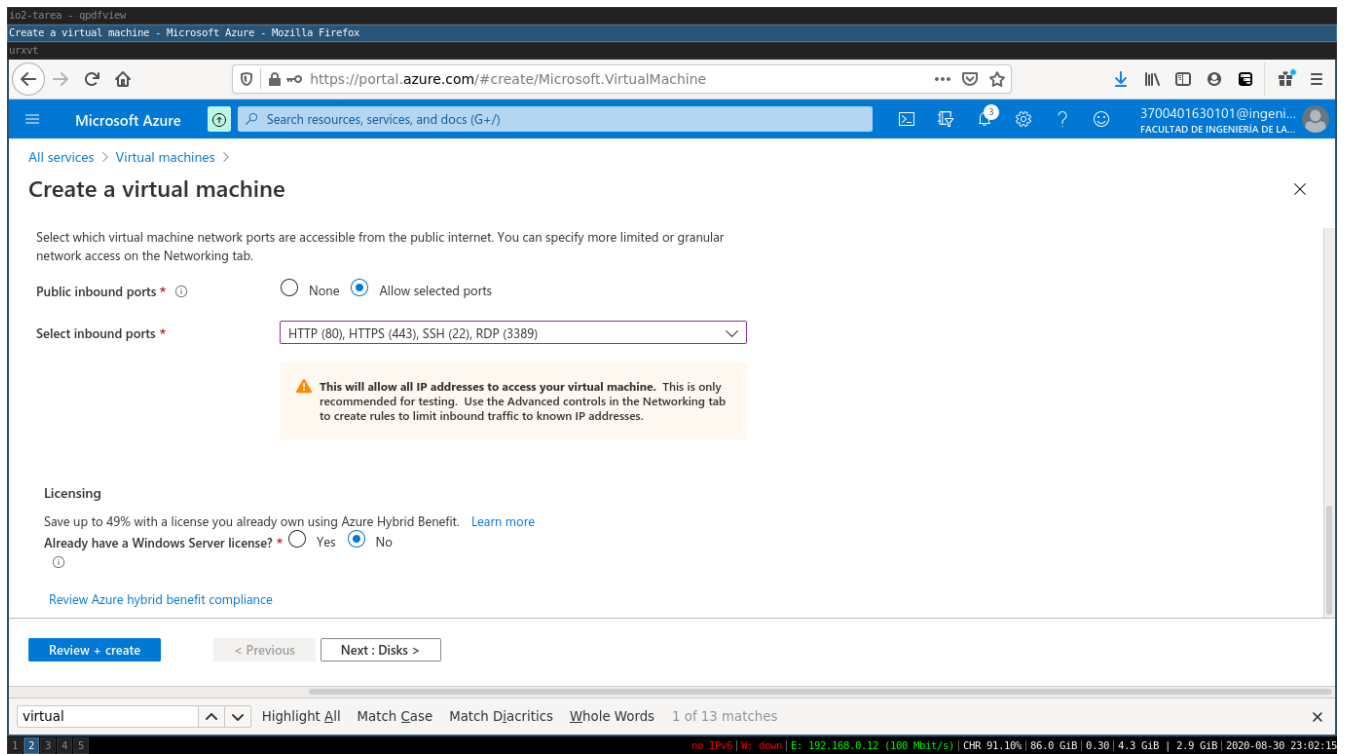 io2-tarea - qpdfview
Create a virtual machine - Microsoft Azure - Mozilla Firefox
urxvt
https://portal.azure.com/#create/Microsoft.VirtualMachine
Microsoft Azure
Search resources, services, and docs (G+/)
3
3700401630101@ingeni...
FACULTAD DE INGENIERÍA DE LA...
All services > Virtual machines >
Create a virtual machine
Select which virtual machine network ports are accessible from the public internet. You can specify more limited or granular
network access on the Networking tab.
Public inbound ports *
None
Allow selected ports
Select inbound ports *
HTTP (80), HTTPS (443), SSH (22), RDP (3389)
This will allow all IP addresses to access your virtual machine. This is only
recommended for testing. Use the Advanced controls in the Networking tab
to create rules to limit inbound traffic to known IP addresses.
Licensing
Save up to 49% with a license you already own using Azure Hybrid Benefit. Learn more
Already have a Windows Server license? *
Yes
No
Review Azure hybrid benefit compliance
Review + create
< Previous
Next : Disks >
virtual
Highlight All
Match Case
Match Diacritics
Whole Words
1 of 13 matches
1 2 3 4 5
no IPv6|W: down|E: 192.168.0.12 (100 Mbit/s)|CHR 91.10%|86.0 GiB|0.30|4.3 GiB | 2.9 GiB|2020-08-30 23:02:15